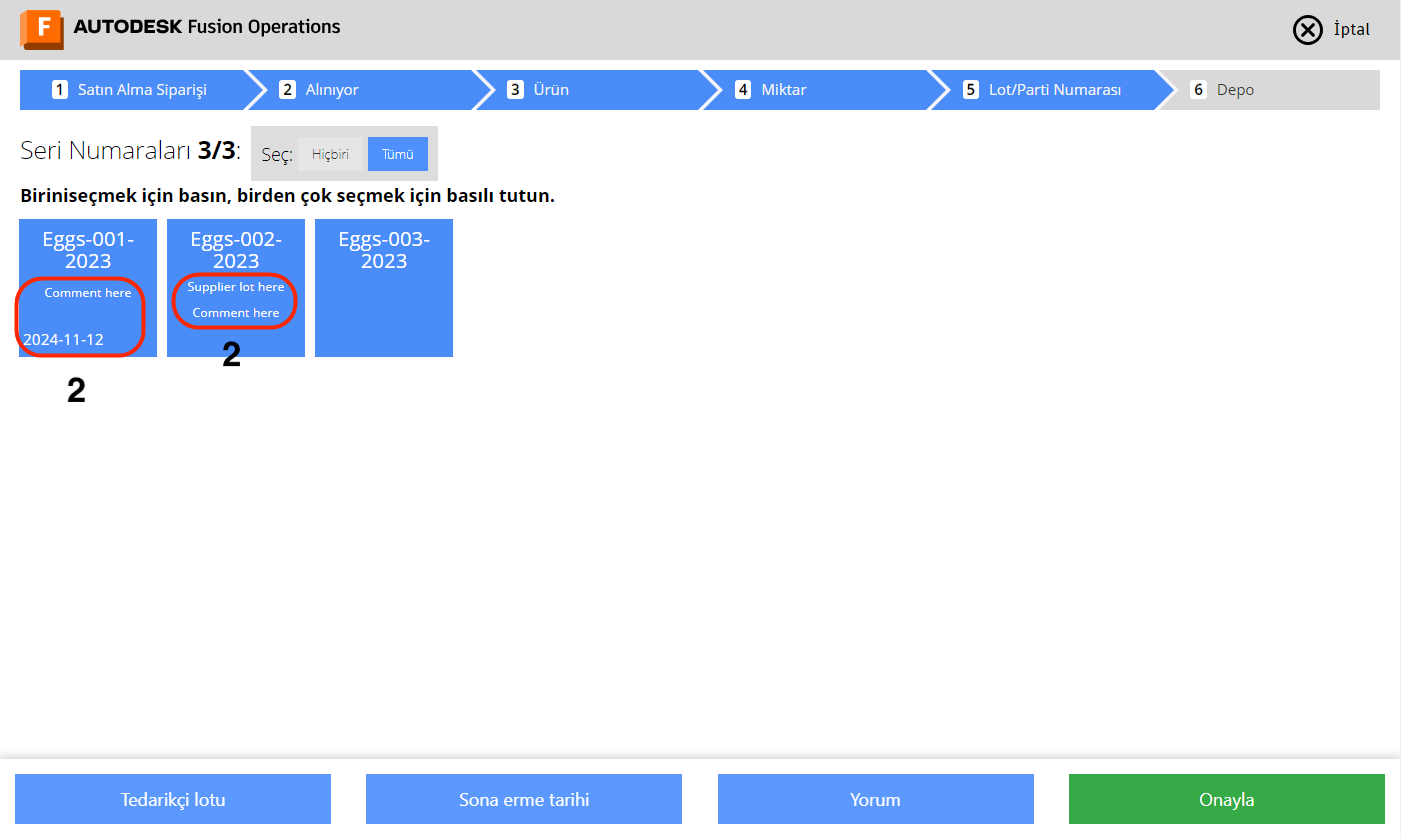 F AUTODESK Fusion Operations
İptal
1 Satın Alma Siparişi
2 Alınıyor
3 Ürün
4 Miktar
5 Lot/Parti Numarası
6 Depo
Seri Numaraları 3/3:
Seç: Hiçbiri Tümü
Biriniseçmek için basın, birden çok seçmek için basılı tutun.
Eggs-001-
2023
Comment here
2024-11-12
2
Eggs-002-
2023
Supplier lot here
Comment here
2
Eggs-003-
2023
Tedarikçi lotu
Sona erme tarihi
Yorum
Onayla